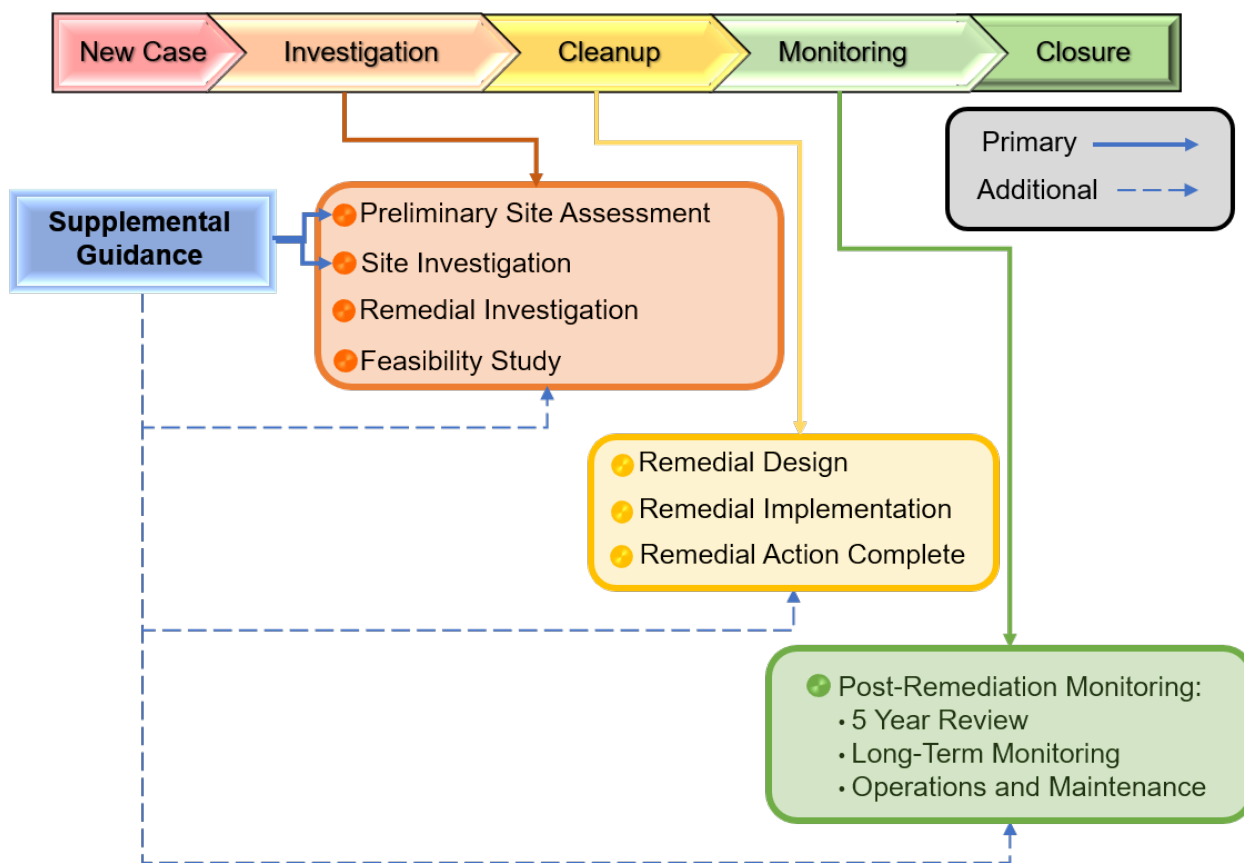 New Case
Investigation
Cleanup
Monitoring
Closure
Primary
Additional
Supplemental
Guidance
Preliminary Site Assessment
Site Investigation
Remedial Investigation
Feasibility Study
Remedial Design
Remedial Implementation
Remedial Action Complete
Post-Remediation Monitoring:
• 5 Year Review
• Long-Term Monitoring
• Operations and Maintenance